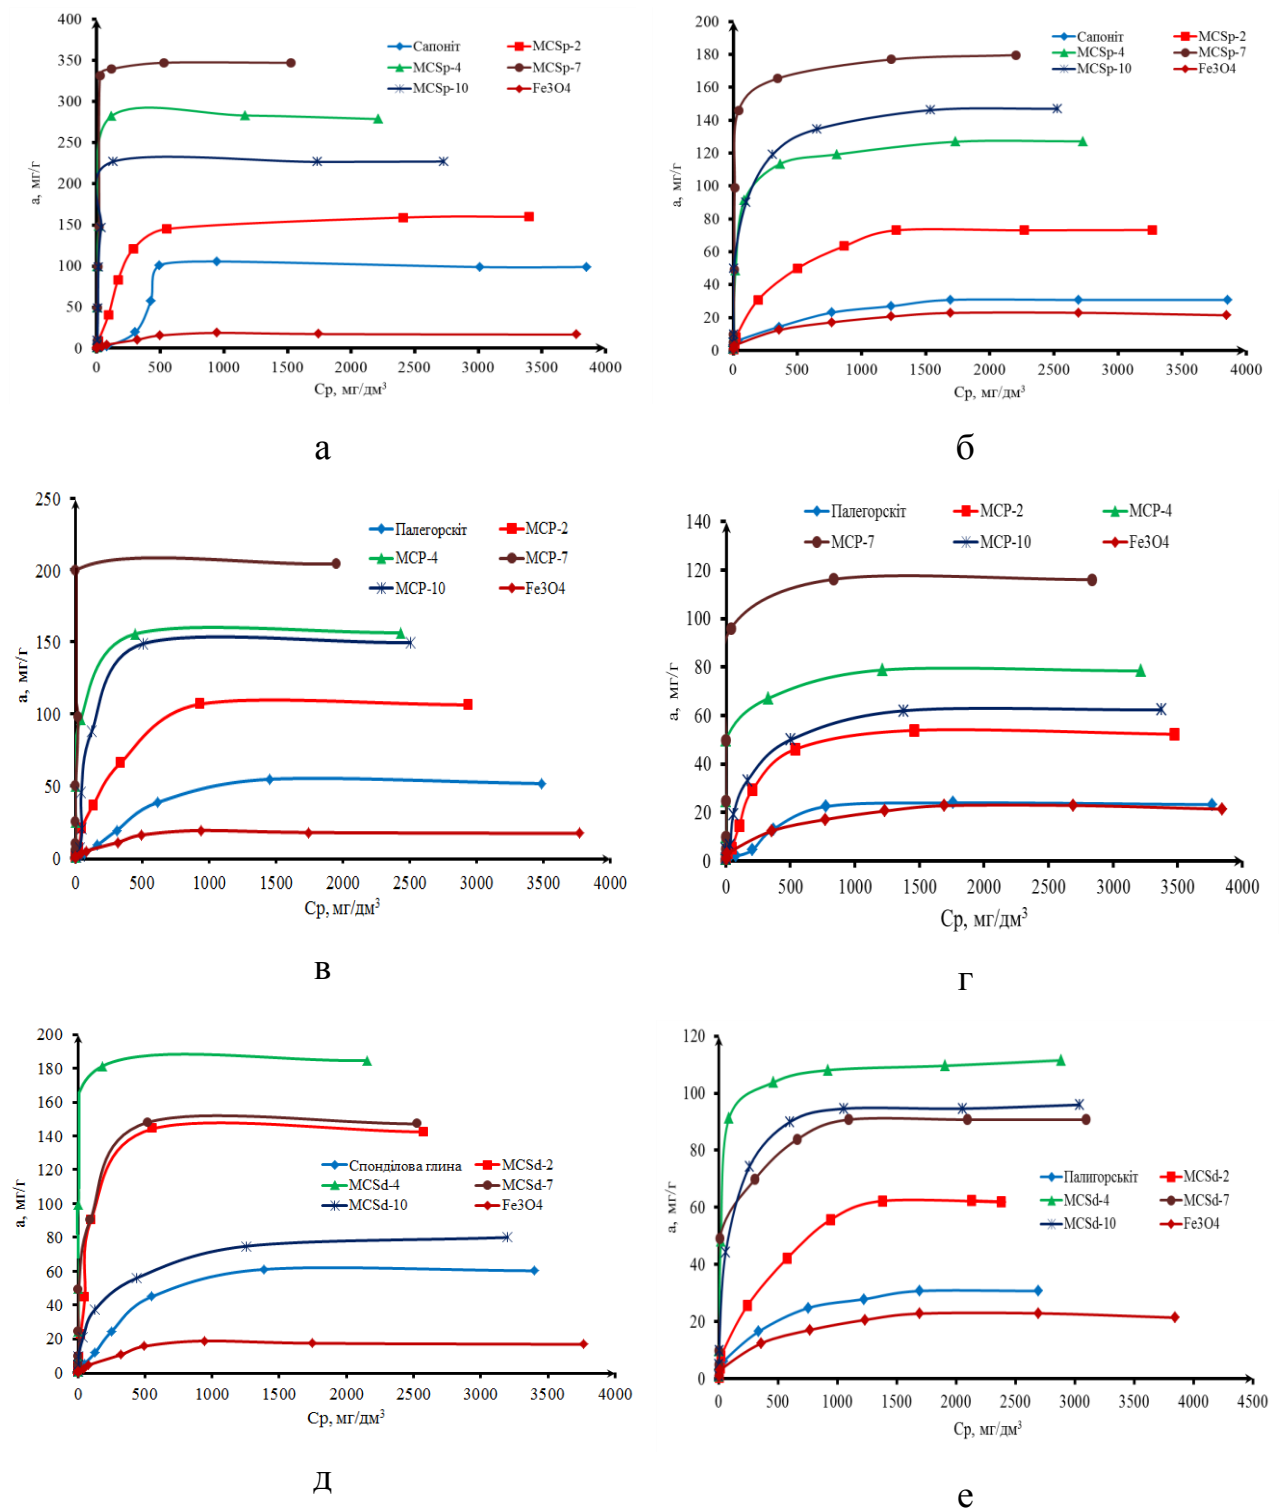 400
350
300
250
200
150
100
50
0
а, мг/г
Сапоніт
MCSp-2
MCSp-4
MCSp-7
MCSp-10
Fe3O4
0 500 1000 1500 2000 2500 3000 3500 4000
Ср, мг/дм³
а
200
180
160
140
120
100
80
60
40
20
0
а, мг/г
Сапоніт
MCSp-2
MCSp-4
MCSp-7
MCSp-10
Fe3O4
0 500 1000 1500 2000 2500 3000 3500 4000
Ср, мг/дм³
б
250
200
150
100
50
0
а, мг/г
Палегорскіт
МСР-2
МСР-4
МСР-7
МСР-10
Fe3O4
0 500 1000 1500 2000 2500 3000 3500 4000
Ср, мг/дм³
в
140
120
100
80
60
40
20
0
а, мг/г
Палегорскіт
МСР-2
МСР-4
МСР-7
МСР-10
Fe3O4
0 500 1000 1500 2000 2500 3000 3500 4000
Ср, мг/дм³
г
200
180
160
140
120
100
80
60
40
20
0
а, мг/г
Спонділова глина
MCSd-2
MCSd-4
MCSd-7
MCSd-10
Fe3O4
0 500 1000 1500 2000 2500 3000 3500 4000
Ср, мг/дм³
д
120
100
80
60
40
20
0
а, мг/г
Палигорськіт
MCSd-2
MCSd-4
MCSd-7
MCSd-10
Fe3O4
0 500 1000 1500 2000 2500 3000 3500 4000 4500
Ср, мг/дм³
е